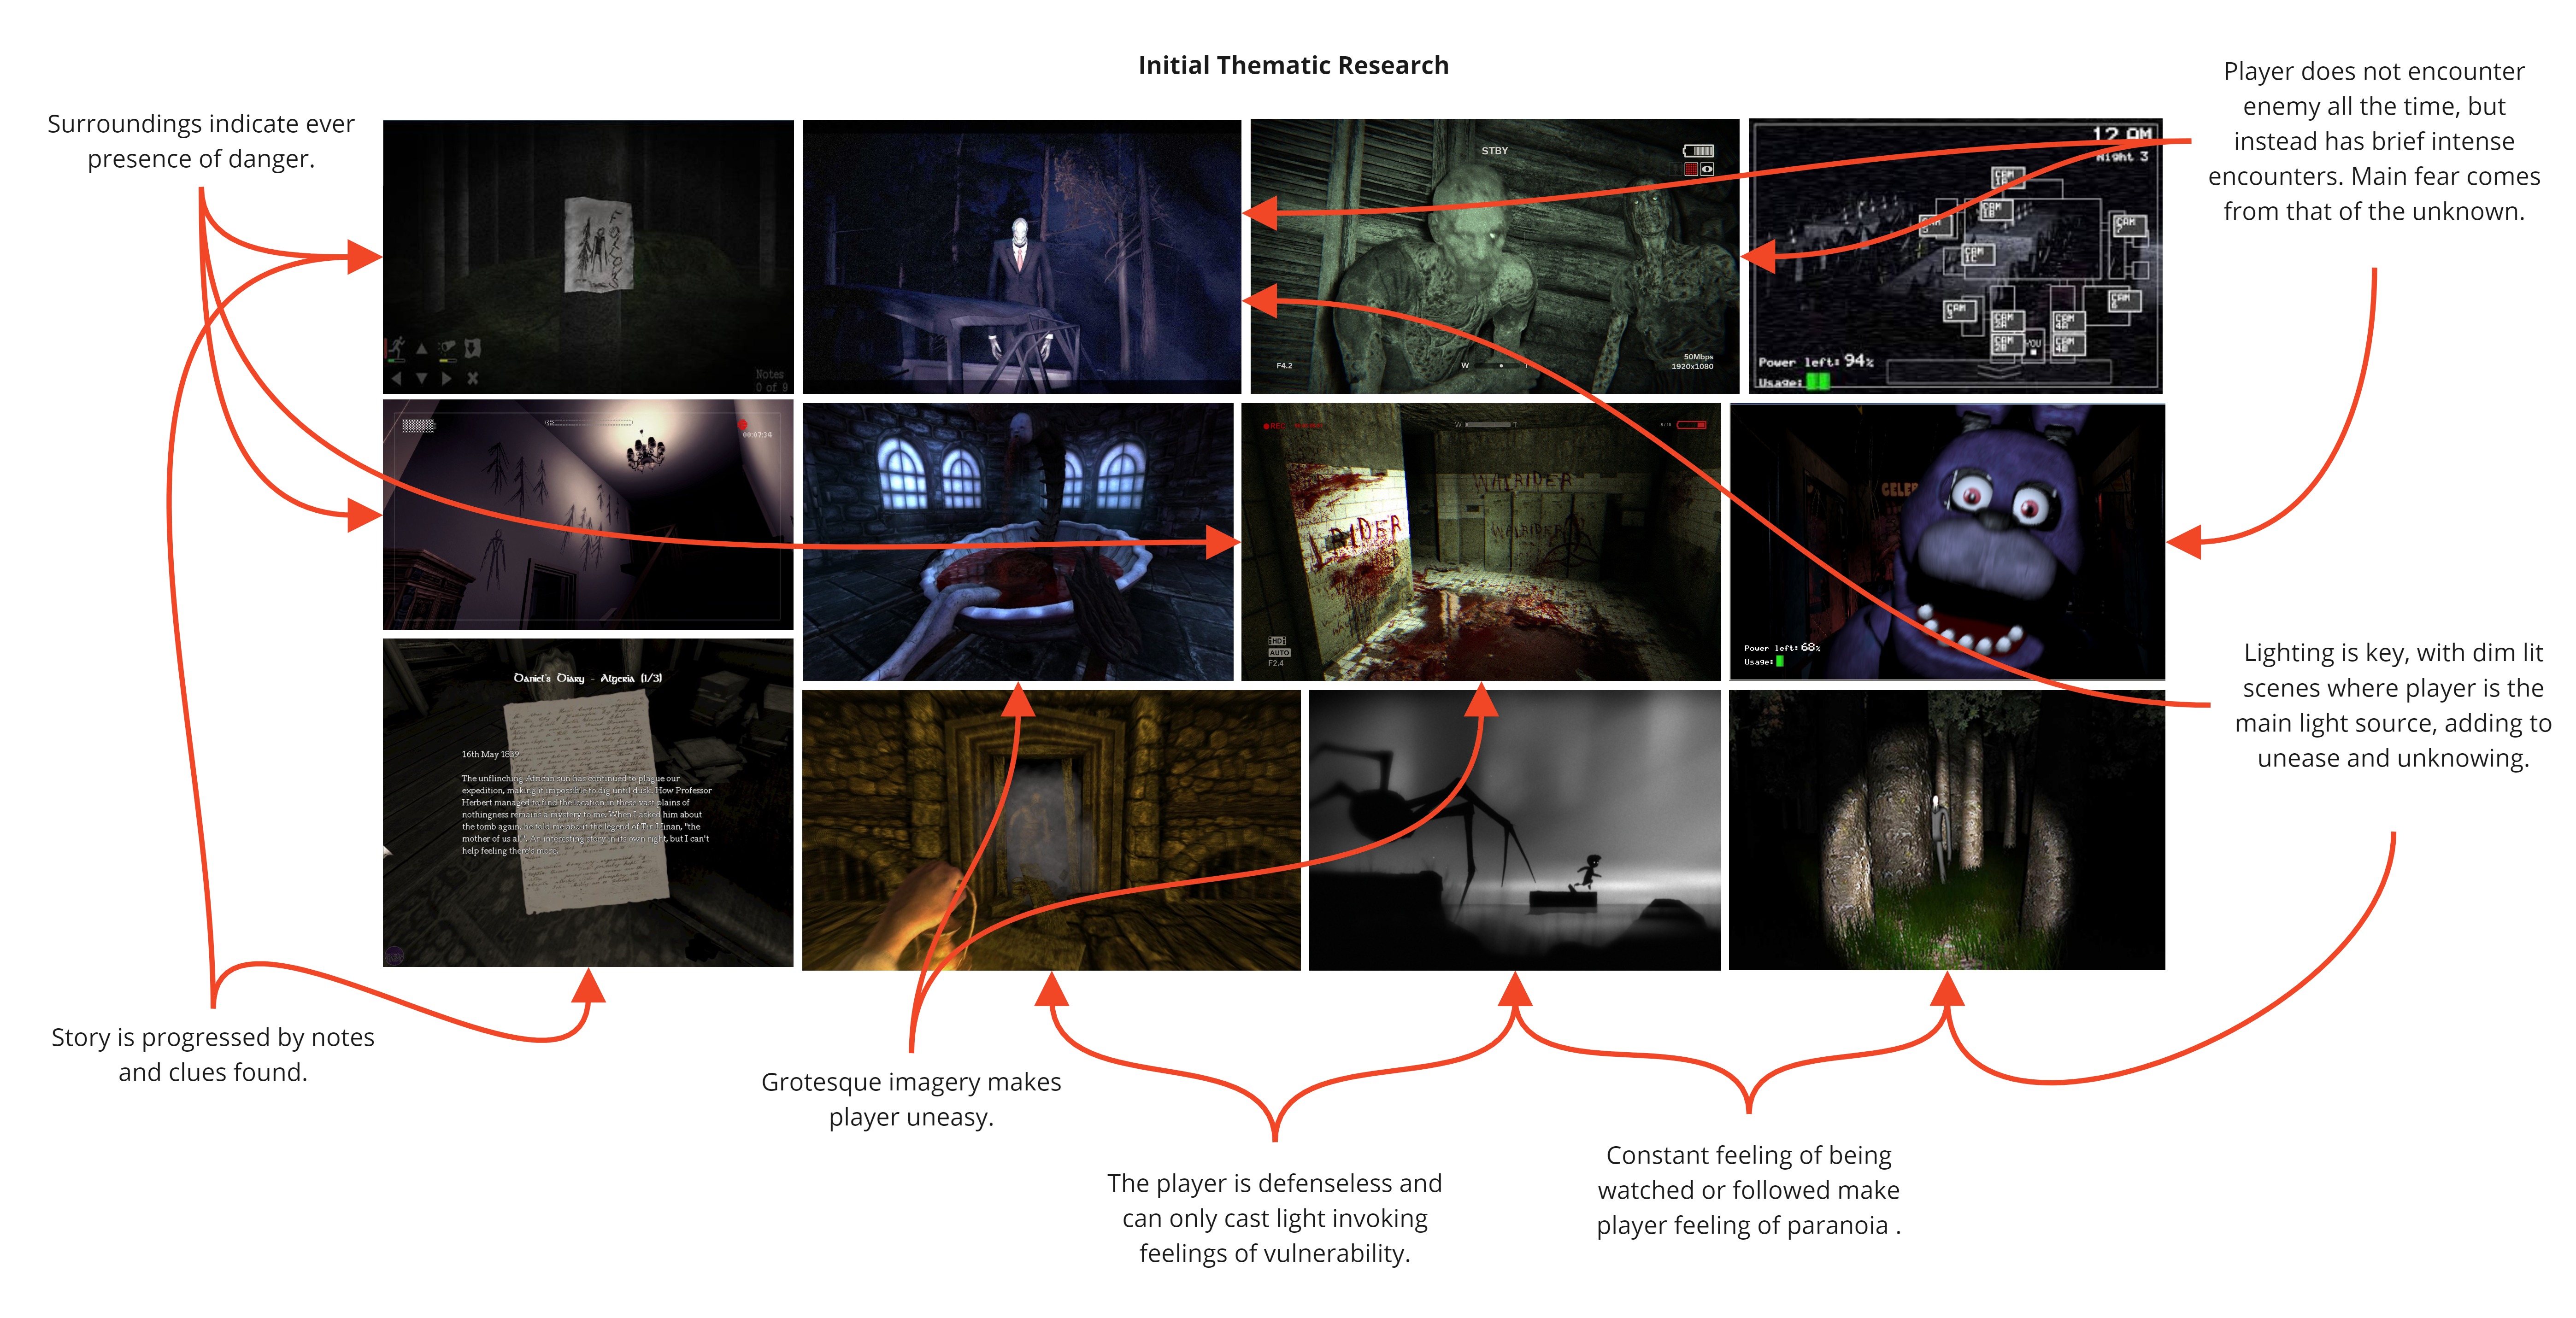 Initial Thematic Research
Surroundings indicate ever
presence of danger.
Player does not encounter
enemy all the time, but
instead has brief intense
encounters. Main fear comes
from that of the unknown.
FOLLOWS
Notes
0 of 9
STBY
F4.2
W
T
50Mbps
1920x1080
12 AM
Night 3
CAM
1A
CAM
1B
CAM
5
CAM
7
CAM
1C
CAM
3
CAM
6
CAM
2A
CAM
4A
CAM
2B
YOU
CAM
4B
Power left: 94%
Usage:
REC
W
T
WALRIDER
LRIDER
WALRIDER
HD
AUTO
F2.4
CELEB
Power left: 68%
Usage:
Lighting is key, with dim lit
scenes where player is the
main light source, adding to
unease and unknowing.
Daniel's Diary - Algeria (1/3)
16th May 1839
The unflinching African sun has continued to plague our
expedition, making it impossible to dig until dusk. How Professor
Herbert managed to find the location in these vast plains of
nothingness remains a mystery to me. When I asked him about
the tomb again, he told me about the legend of Tin Hinan, "the
mother of us all". An interesting story in its own right, but I can't
help feeling there's more.
Story is progressed by notes
and clues found.
Grotesque imagery makes
player uneasy.
The player is defenseless and
can only cast light invoking
feelings of vulnerability.
Constant feeling of being
watched or followed make
player feeling of paranoia .